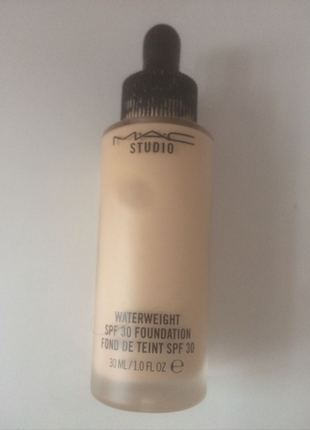 MAC
STUDIO
WATERWEIGHT
SPF 30 FOUNDATION
FOND DE TEINT SPF 30
30 ML/1.0 FL OZ ℮